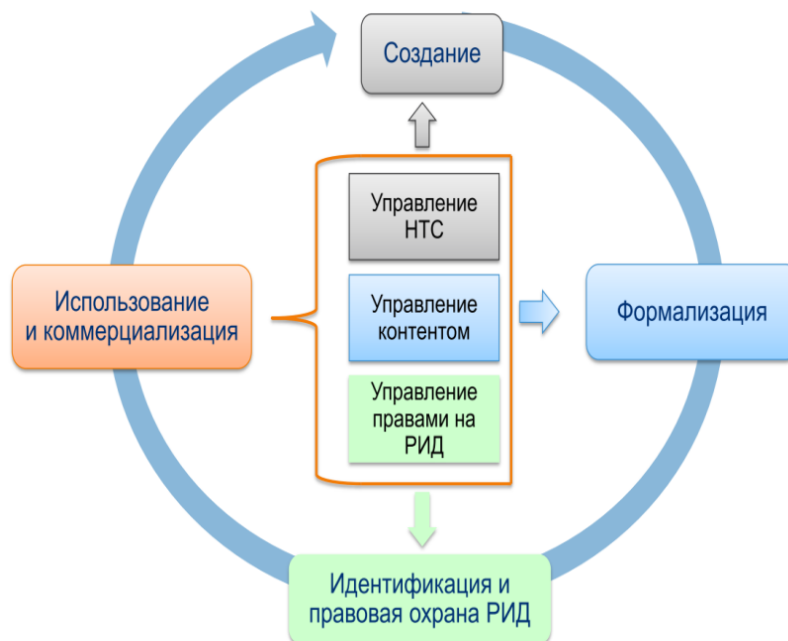 Создание
Управление
НТС
Использование
и коммерциализация
Управление
контентом
Формализация
Управление
правами на
РИД
Идентификация и
правовая охрана РИД